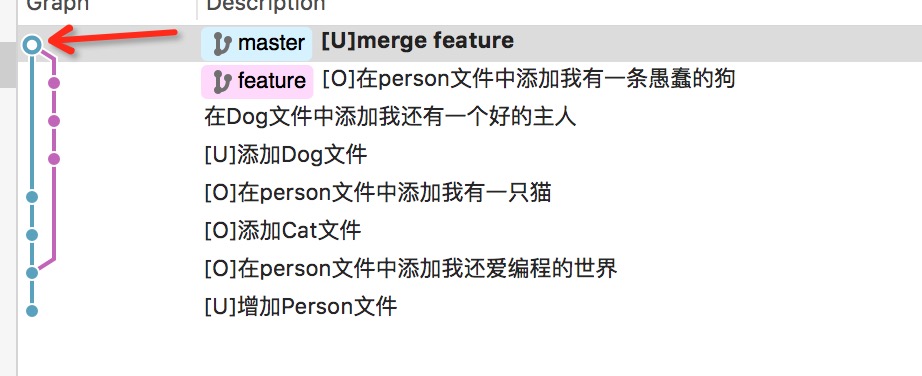 Graph Description
master [U]merge feature
feature [O]在person文件中添加我有一条愚蠢的狗
在Dog文件中添加我还有一个好的主人
[U]添加Dog文件
[O]在person文件中添加我有一只猫
[O]添加Cat文件
[O]在person文件中添加我还爱编程的世界
[U]增加Person文件